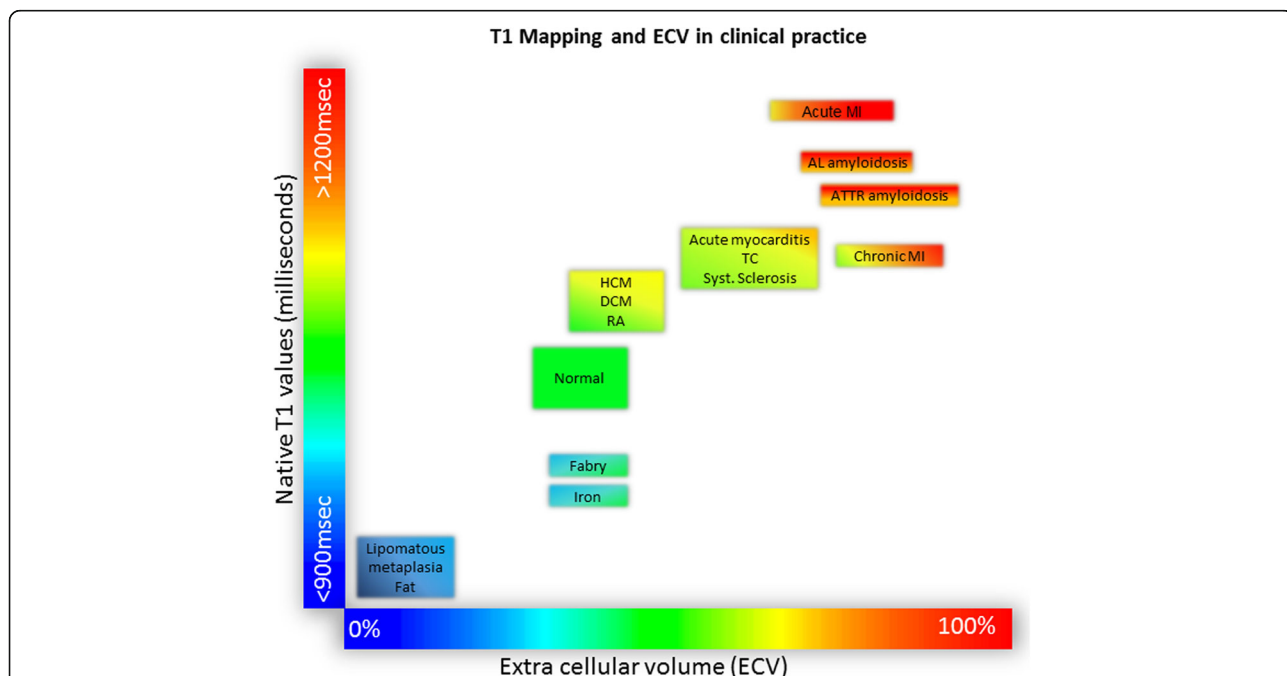 T1 Mapping and ECV in clinical practice
Native T1 values (milliseconds)
>1200msec
<900msec
Acute MI
AL amyloidosis
ATTR amyloidosis
Acute myocarditis
TC
Syst. Sclerosis
Chronic MI
HCM
DCM
RA
Normal
Fabry
Iron
Lipomatous
metaplasia
Fat
0%
100%
Extra cellular volume (ECV)